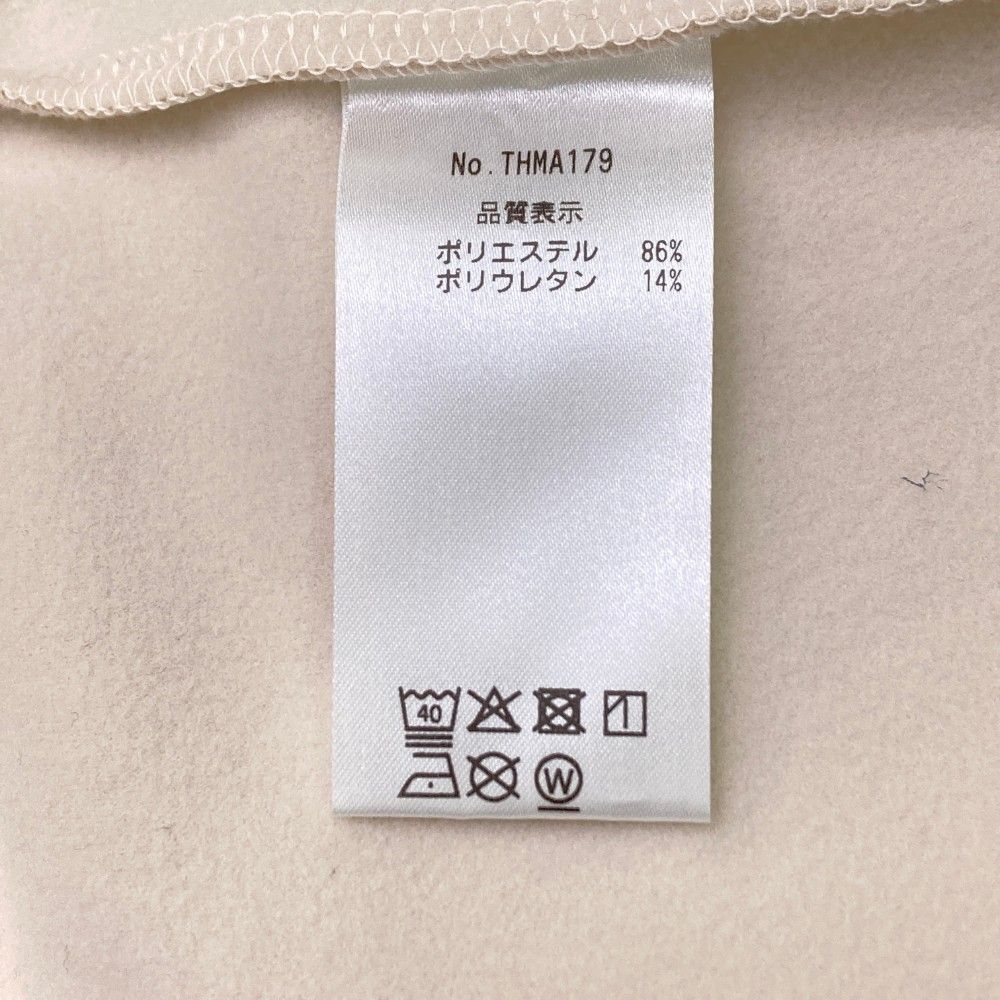 No.THMA179
品質表示
ポリエステル 86%
ポリウレタン 14%
40
W